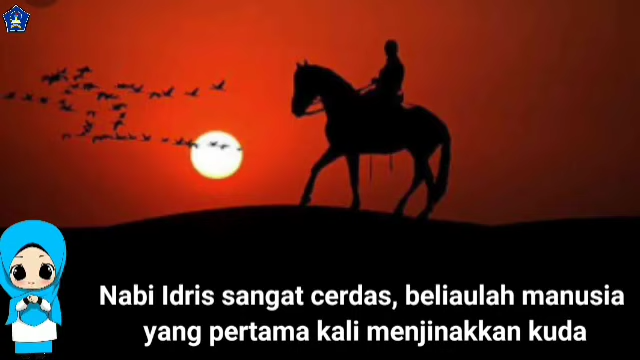 Nabi Idris sangat cerdas, beliaulah manusia
yang pertama kali menjinakkan kuda